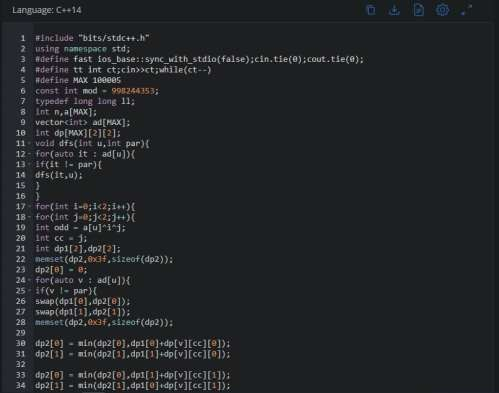 Language: C++14
1 #include "bits/stdc++.h"
2 using namespace std;
3 #define fast ios_base::sync_with_stdio(false);cin.tie(0);cout.tie(0);
4 #define tt int ct;cin>>ct;while(ct--)
5 #define MAX 100005
6 const int mod = 998244353;
7 typedef long long ll;
8 int n,a[MAX];
9 vector<int> ad[MAX];
10 int dp[MAX][2][2];
11 void dfs(int u,int par){
12 for(auto it : ad[u]){
13 if(it != par){
14 dfs(it,u);
15 }
16 }
17 for(int i=0;i<2;i++){
18 for(int j=0;j<2;j++){
19 int odd = a[u]^i^j;
20 int cc = j;
21 int dp1[2],dp2[2];
22 memset(dp2,0x3f,sizeof(dp2));
23 dp2[0] = 0;
24 for(auto v : ad[u]){
25 if(v != par){
26 swap(dp1[0],dp2[0]);
27 swap(dp1[1],dp2[1]);
28 memset(dp2,0x3f,sizeof(dp2));
29
30 dp2[0] = min(dp2[0],dp1[0]+dp[v][cc][0]);
31 dp2[1] = min(dp2[1],dp1[1]+dp[v][cc][0]);
32
33 dp2[0] = min(dp2[0],dp1[1]+dp[v][cc][1]);
34 dp2[1] = min(dp2[1],dp1[0]+dp[v][cc][1]);